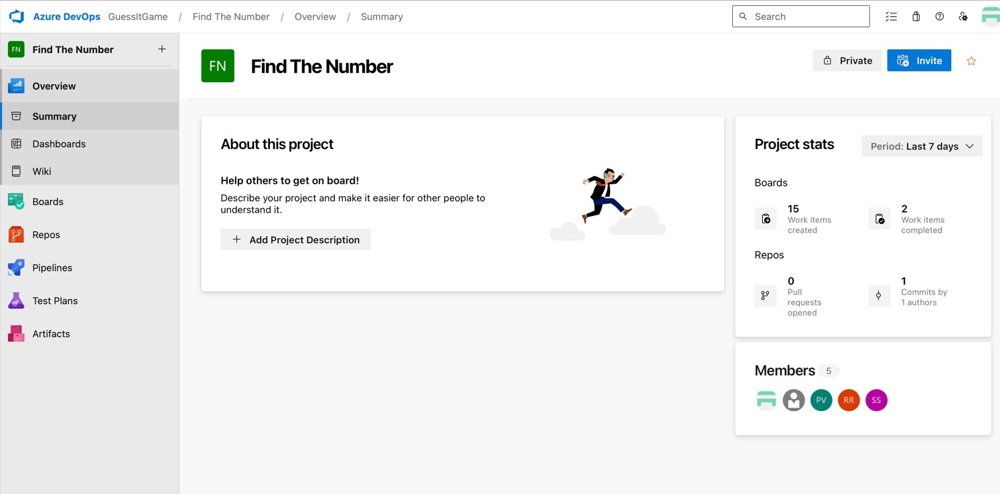 Azure DevOps GuessItGame / Find The Number / Overview / Summary
Search
FN Find The Number
Overview
Summary
Dashboards
Wiki
Boards
Repos
Pipelines
Test Plans
Artifacts
FN Find The Number
Private
Invite
About this project
Help others to get on board!
Describe your project and make it easier for other people to
understand it.
Add Project Description
Project stats
Period: Last 7 days
Boards
15
Work items
created
2
Work items
completed
Repos
0
Pull
requests
opened
1
Commits by
1 authors
Members 5
PV RR SS